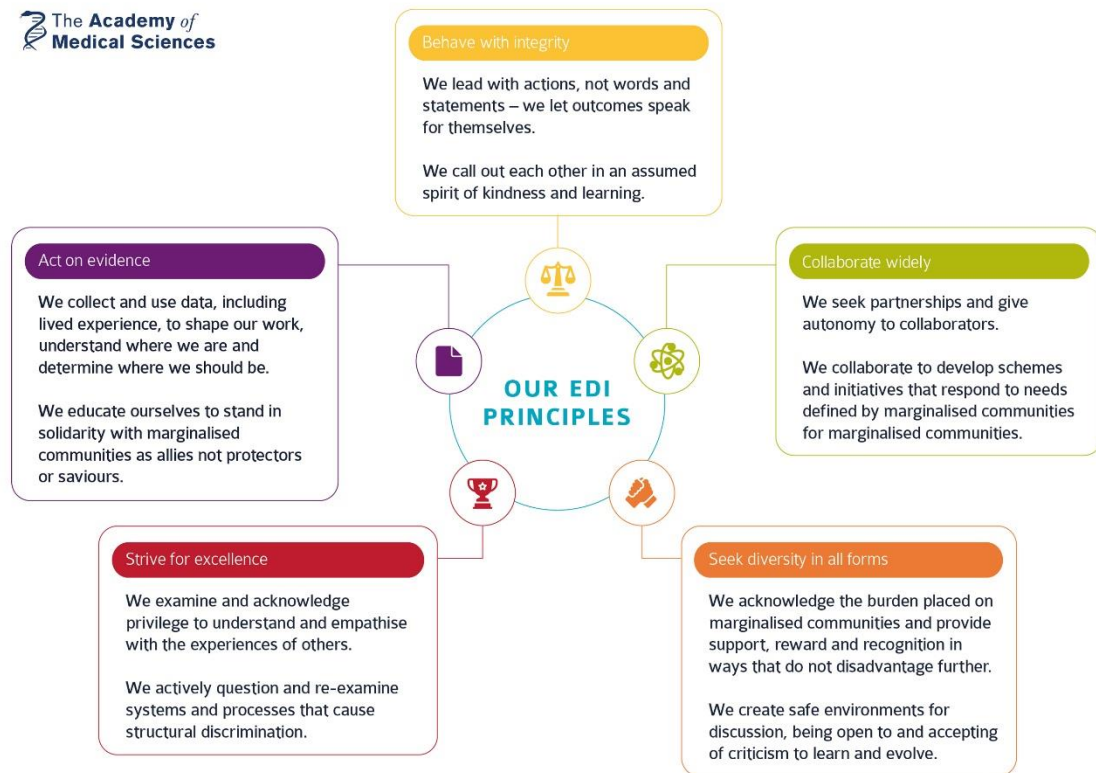 The Academy of
Medical Sciences
Behave with integrity
We lead with actions, not words and
statements – we let outcomes speak
for themselves.
We call out each other in an assumed
spirit of kindness and learning.
Act on evidence
We collect and use data, including
lived experience, to shape our work,
understand where we are and
determine where we should be.
We educate ourselves to stand in
solidarity with marginalised
communities as allies not protectors
or saviours.
Collaborate widely
We seek partnerships and give
autonomy to collaborators.
We collaborate to develop schemes
and initiatives that respond to needs
defined by marginalised communities
for marginalised communities.
OUR EDI
PRINCIPLES
Strive for excellence
We examine and acknowledge
privilege to understand and empathise
with the experiences of others.
We actively question and re-examine
systems and processes that cause
structural discrimination.
Seek diversity in all forms
We acknowledge the burden placed on
marginalised communities and provide
support, reward and recognition in
ways that do not disadvantage further.
We create safe environments for
discussion, being open to and accepting
of criticism to learn and evolve.